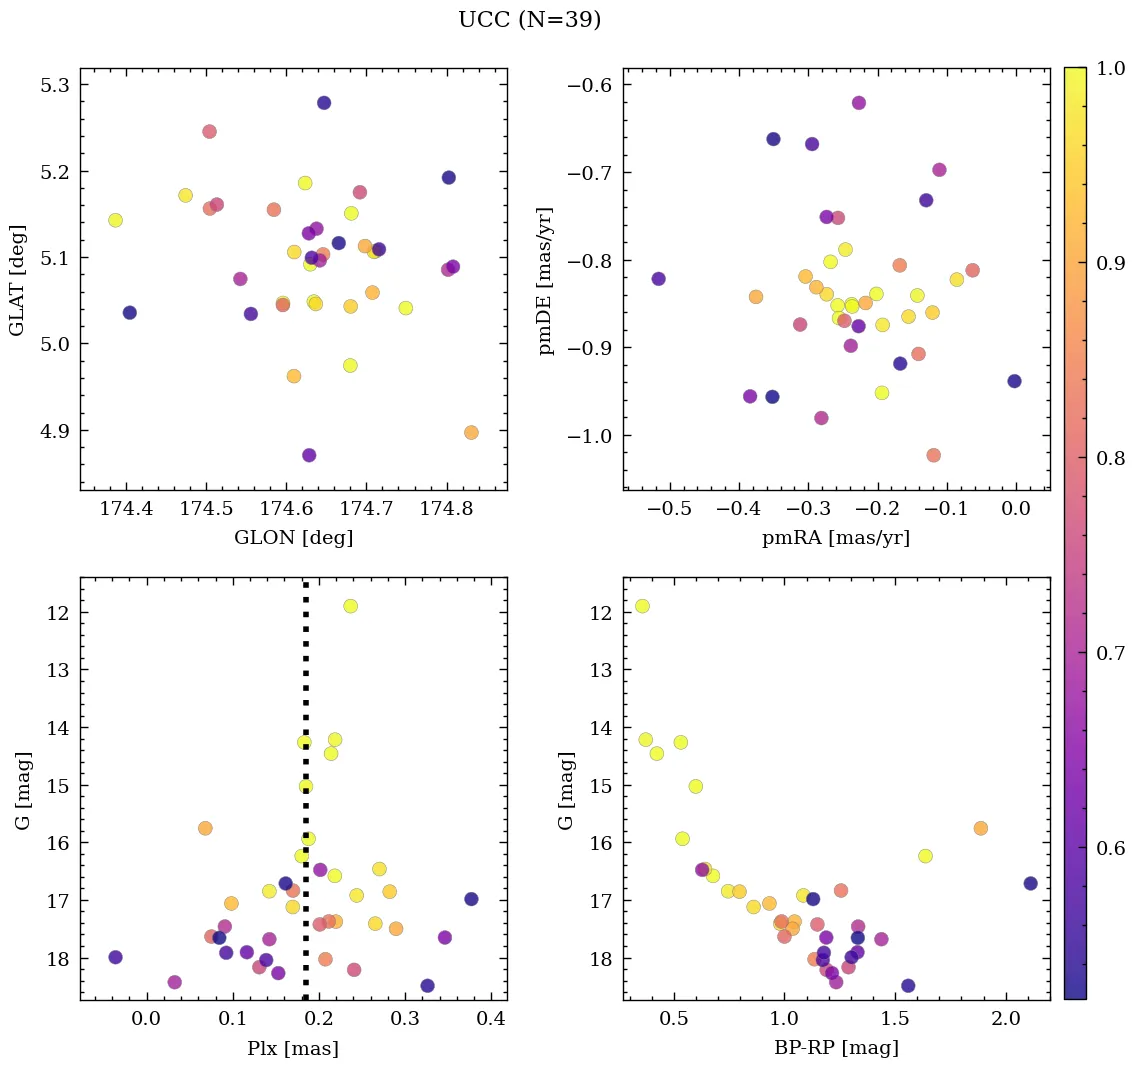 UCC (N=39)
5.3
5.2
5.1
5.0
4.9
GLAT [deg]
174.4 174.5 174.6 174.7 174.8
GLON [deg]
−0.6
−0.7
−0.8
−0.9
−1.0
pmDE [mas/yr]
−0.5 −0.4 −0.3 −0.2 −0.1 0.0
pmRA [mas/yr]
12
13
14
15
16
17
18
G [mag]
0.0 0.1 0.2 0.3 0.4
Plx [mas]
12
13
14
15
16
17
18
G [mag]
0.5 1.0 1.5 2.0
BP-RP [mag]
1.0
0.9
0.8
0.7
0.6